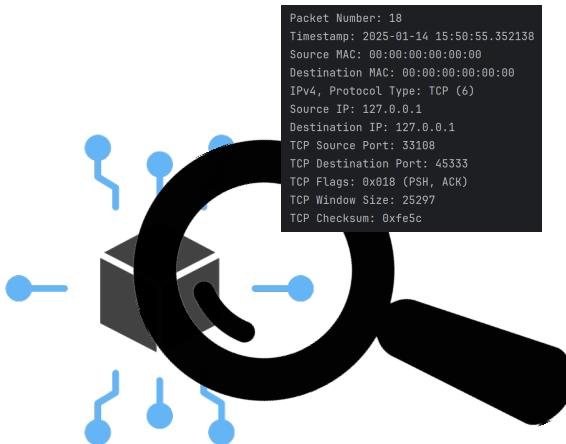 Packet Number: 18
Timestamp: 2025-01-14 15:50:55.352138
Source MAC: 00:00:00:00:00:00
Destination MAC: 00:00:00:00:00:00
IPv4, Protocol Type: TCP (6)
Source IP: 127.0.0.1
Destination IP: 127.0.0.1
TCP Source Port: 33108
TCP Destination Port: 45333
TCP Flags: 0x018 (PSH, ACK)
TCP Window Size: 25297
TCP Checksum: 0xfe5c